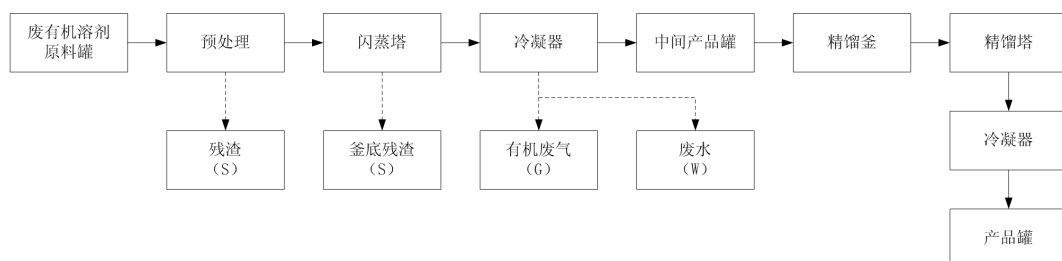 废有机溶剂
原料罐
预处理
闪蒸塔
冷凝器
中间产品罐
精馏釜
精馏塔
残渣
（S）
釜底残渣
（S）
有机废气
（G）
废水
（W）
冷凝器
产品罐